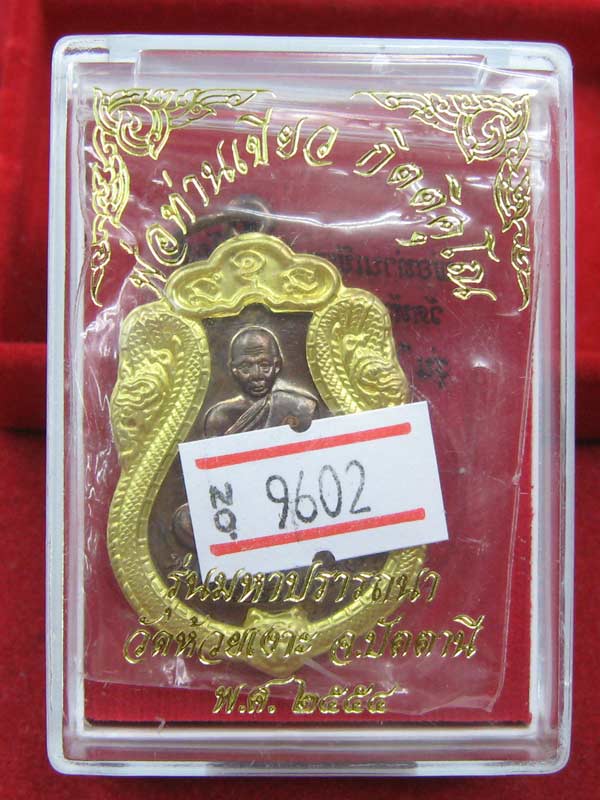 พ่อท่านเขียว กิตติคุโณ
NO. 9602
รุ่นมหาปรารถนา
วัดห้วยเงาะ จ.ปัตตานี
พ.ศ. ๒๕๕๔